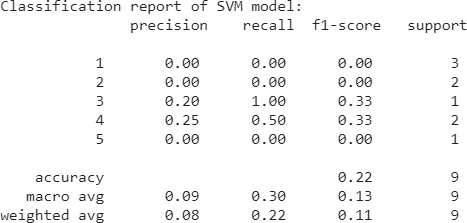 Classification report of SVM model:
precision recall f1-score support
1 0.00 0.00 0.00 3
2 0.00 0.00 0.00 2
3 0.20 1.00 0.33 1
4 0.25 0.50 0.33 2
5 0.00 0.00 0.00 1
accuracy 0.22 9
macro avg 0.09 0.30 0.13 9
weighted avg 0.08 0.22 0.11 9